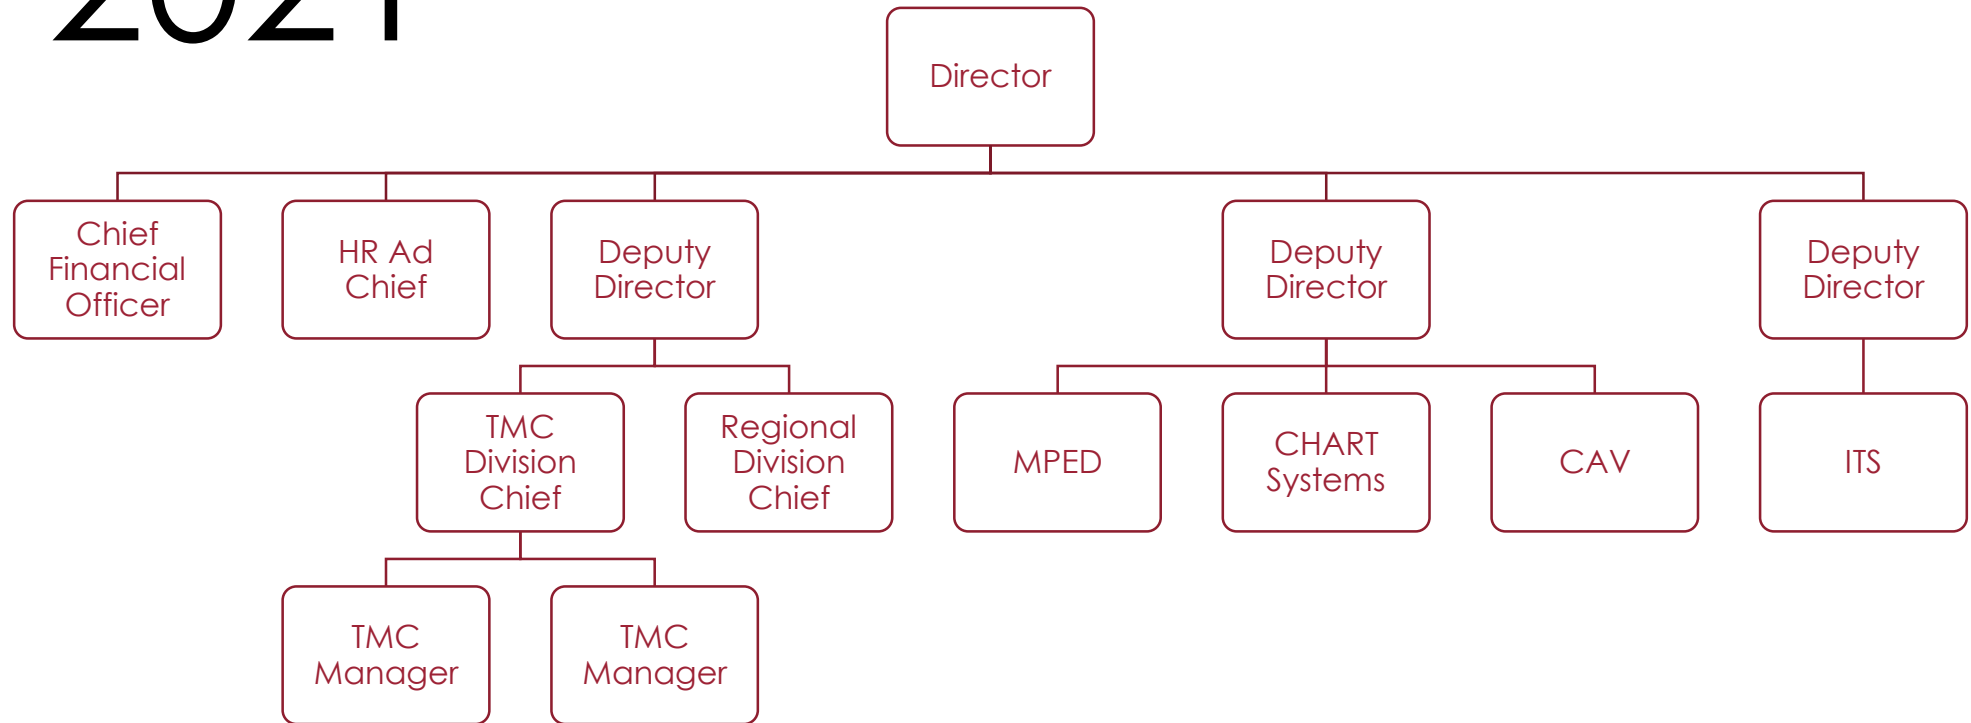 2021
Director
Chief
Financial
Officer
HR Ad
Chief
Deputy
Director
Deputy
Director
Deputy
Director
TMC
Division
Chief
Regional
Division
Chief
MPED
CHART
Systems
CAV
ITS
TMC
Manager
TMC
Manager